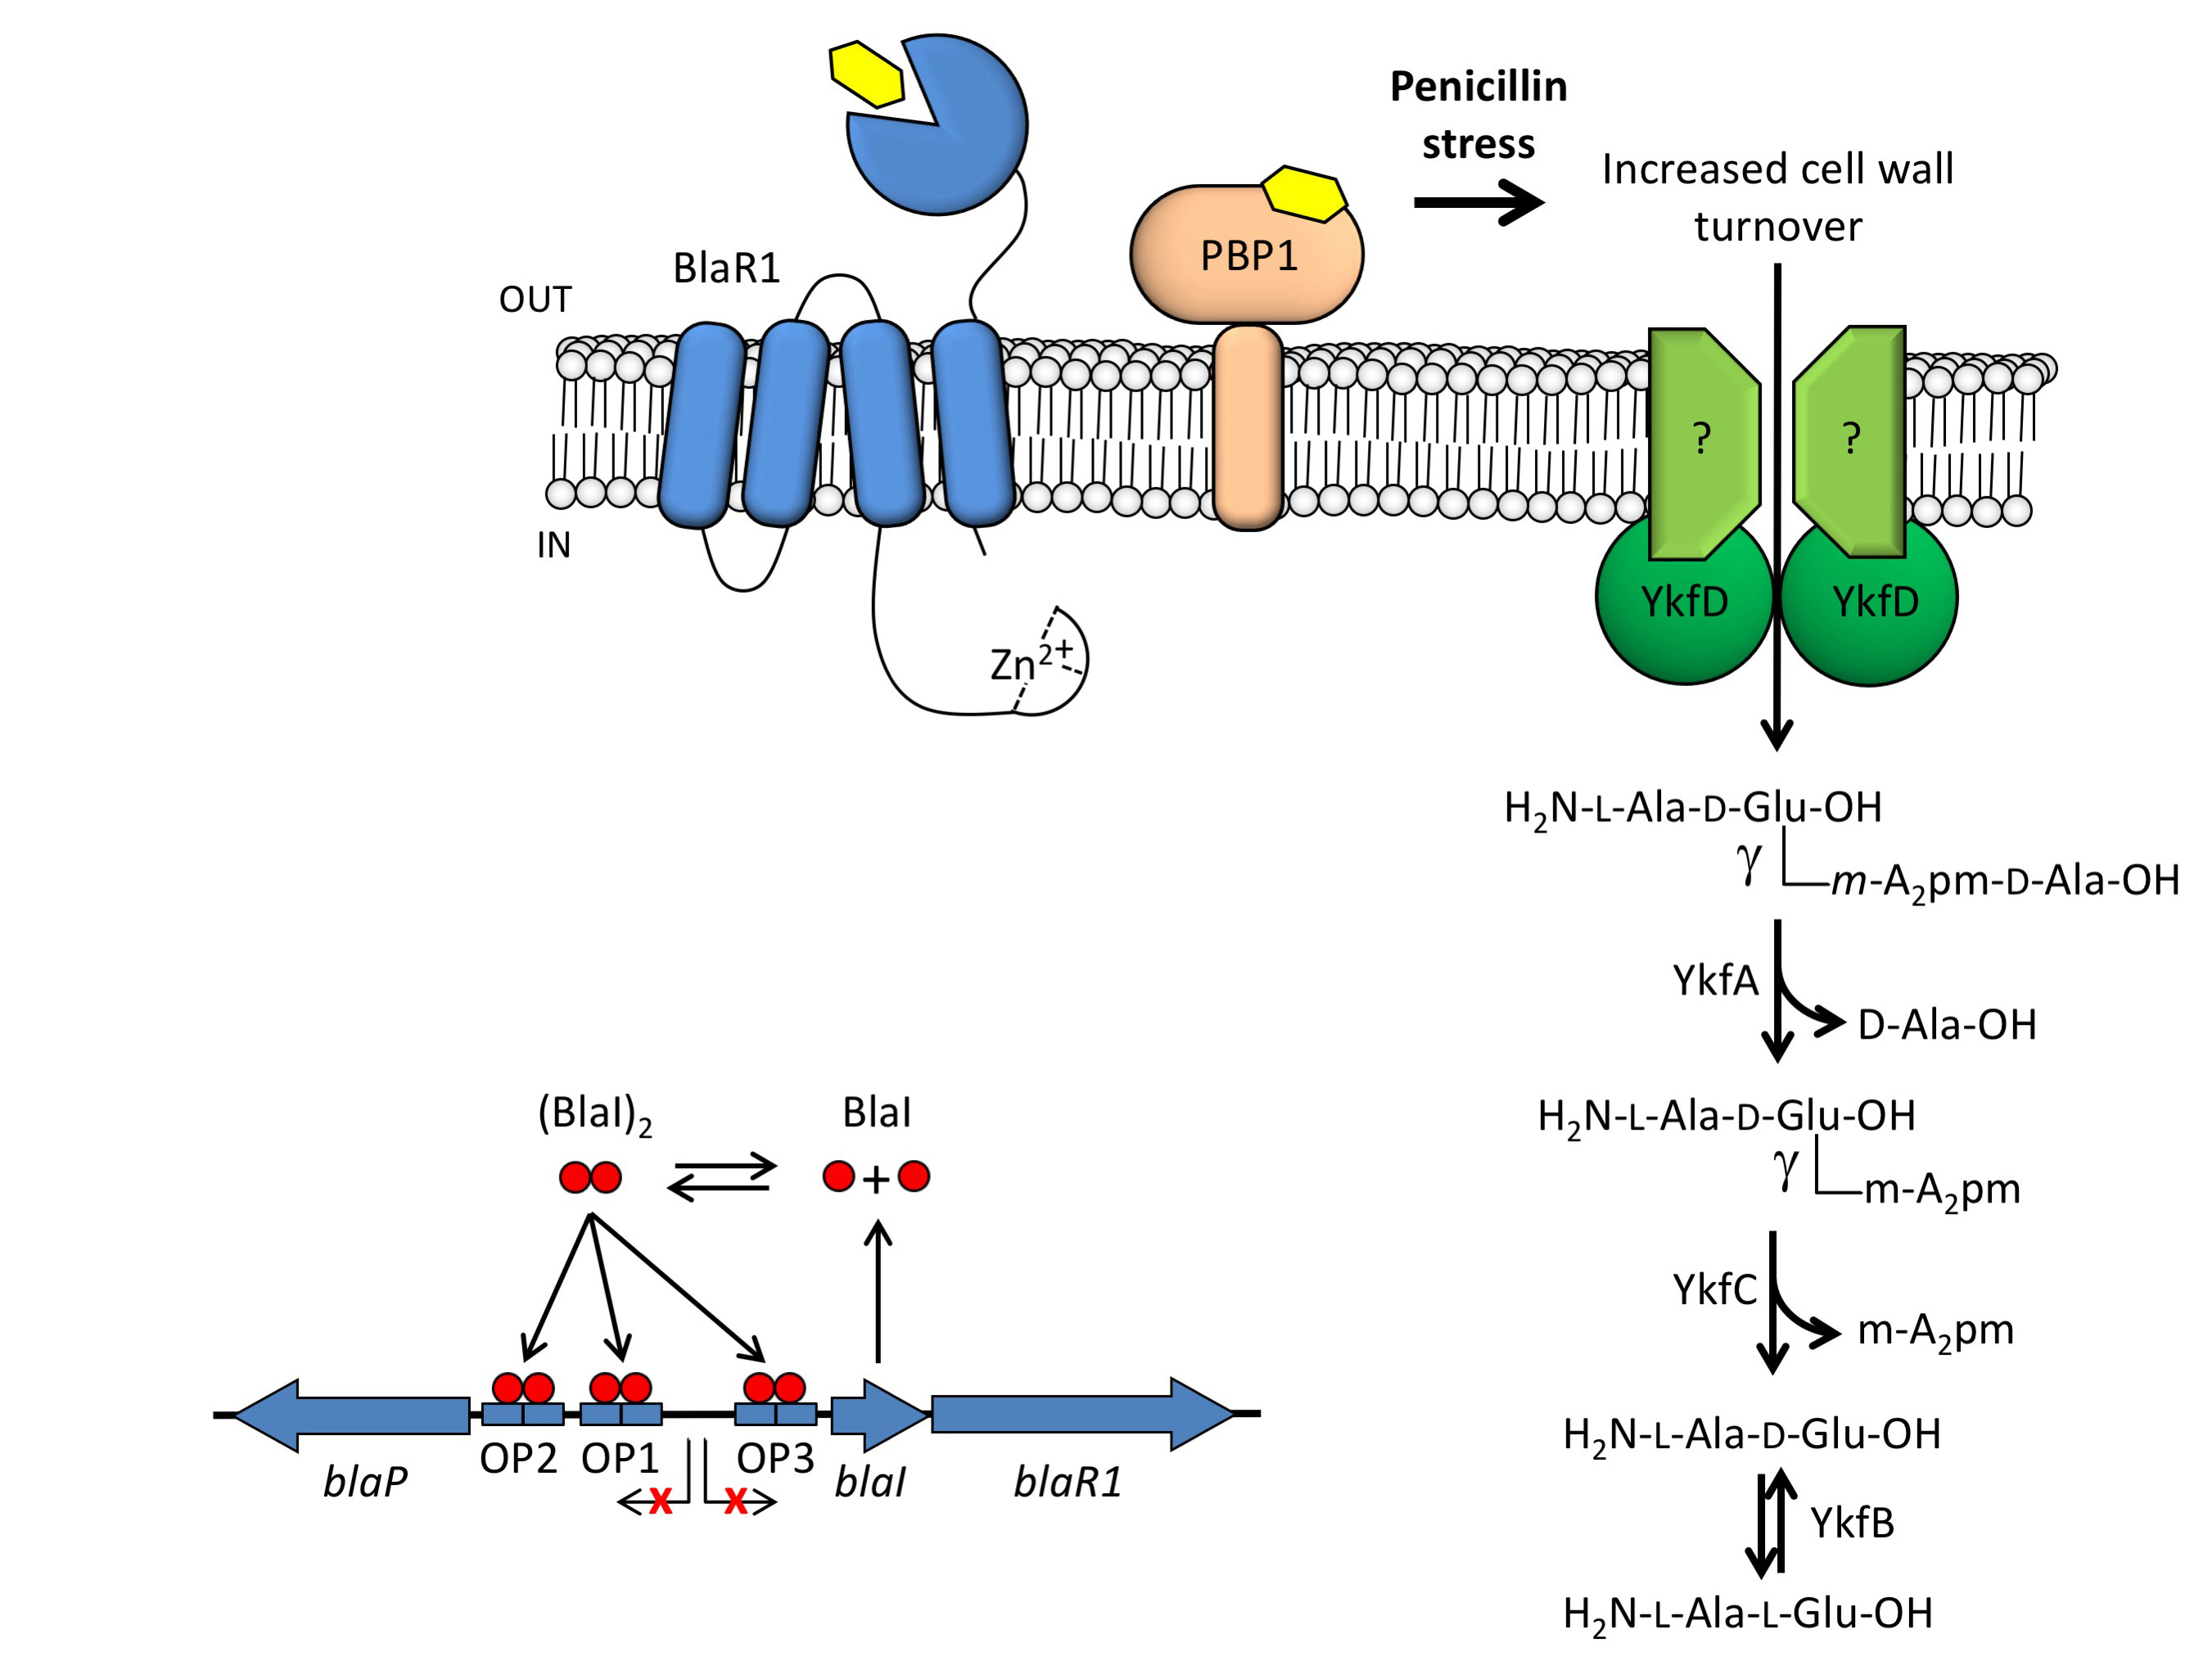 Penicillin
stress
Increased cell wall
turnover
BlaR1
PBP1
OUT
IN
? ?
YkfD YkfD
Zn²⁺
H₂N-L-Ala-D-Glu-OH
γ
m-A₂pm-D-Ala-OH
YkfA
D-Ala-OH
H₂N-L-Ala-D-Glu-OH
γ
m-A₂pm
YkfC
m-A₂pm
H₂N-L-Ala-D-Glu-OH
YkfB
H₂N-L-Ala-L-Glu-OH
(BlaI)₂ BlaI
+
OP2 OP1 OP3
X X
blaP blaI blaR1